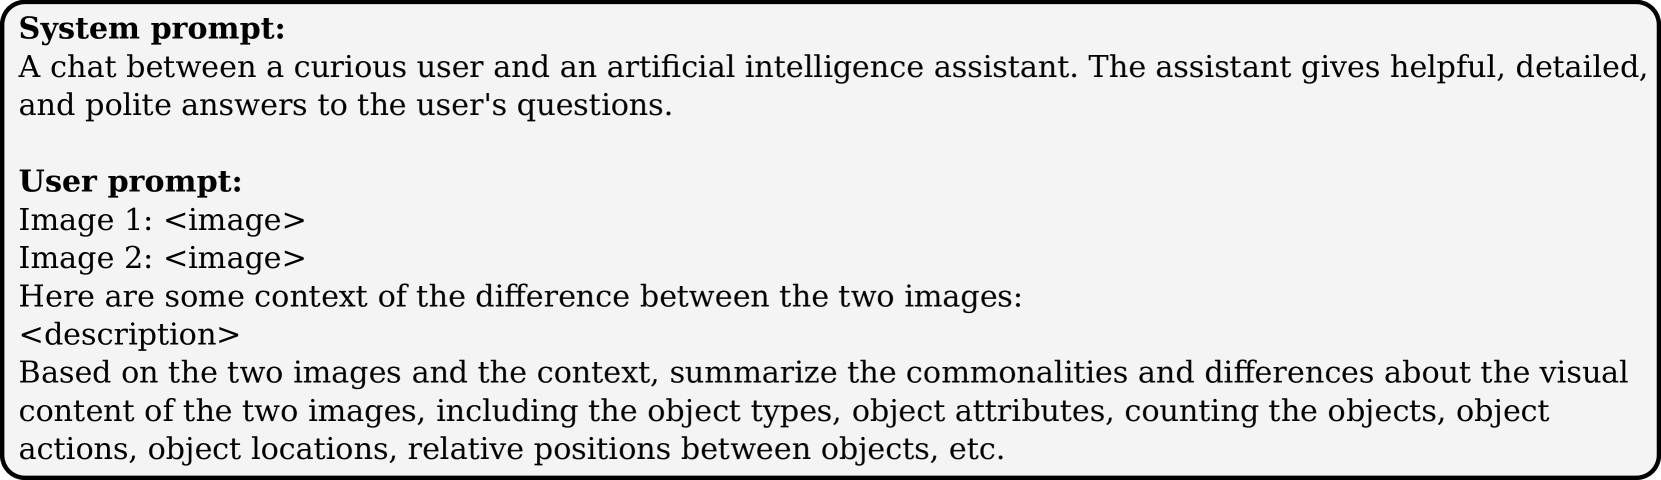 System prompt:
A chat between a curious user and an artificial intelligence assistant. The assistant gives helpful, detailed,
and polite answers to the user's questions.
User prompt:
Image 1: <image>
Image 2: <image>
Here are some context of the difference between the two images:
<description>
Based on the two images and the context, summarize the commonalities and differences about the visual
content of the two images, including the object types, object attributes, counting the objects, object
actions, object locations, relative positions between objects, etc.